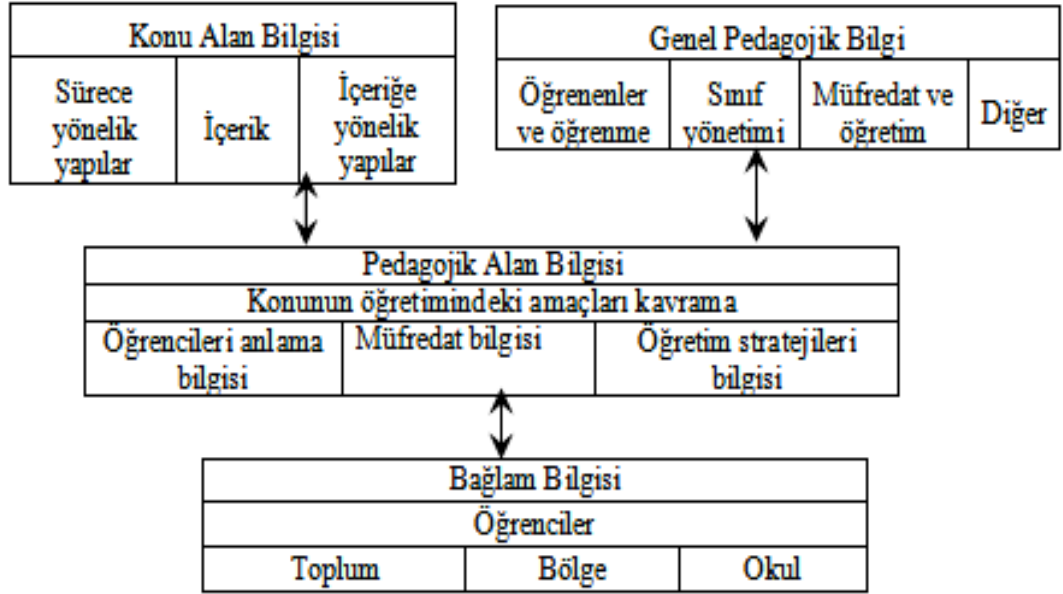 Konu Alan Bilgisi
Sürece
yönelik
yapılar
İçerik
İçeriğe
yönelik
yapılar
Genel Pedagojik Bilgi
Öğrenenler
ve öğrenme
Sınıf
yönetimi
Müfredat ve
öğretim
Diğer
Pedagojik Alan Bilgisi
Konunun öğretimindeki amaçları kavrama
Öğrencileri anlama
bilgisi
Müfredat bilgisi
Öğretim stratejileri
bilgisi
Bağlam Bilgisi
Öğrenciler
Toplum
Bölge
Okul